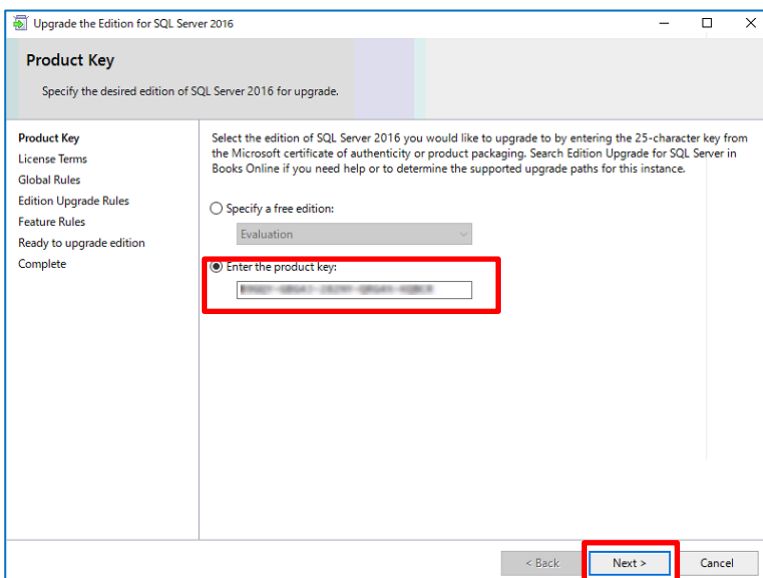 Upgrade the Edition for SQL Server 2016
Product Key
Specify the desired edition of SQL Server 2016 for upgrade.
Product Key
License Terms
Global Rules
Edition Upgrade Rules
Feature Rules
Ready to upgrade edition
Complete
Select the edition of SQL Server 2016 you would like to upgrade to by entering the 25-character key from
the Microsoft certificate of authenticity or product packaging. Search Edition Upgrade for SQL Server in
Books Online if you need help or to determine the supported upgrade paths for this instance.
Specify a free edition:
Evaluation
Enter the product key:
< Back
Next >
Cancel